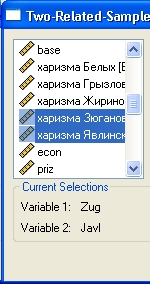 Two-Related-Sample
base
харизма Белых [Б
харизма Грызлов
харизма Жирино
харизма Зюганов
харизма Явлинск
econ
priz
Current Selections
Variable 1: Zug
Variable 2: Javl